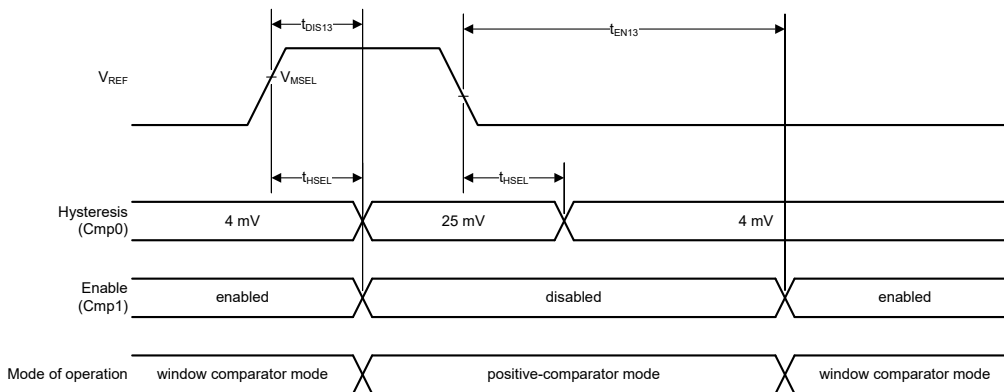 tDIS13
tEN13
VREF
VMSEL
tHSEL
tHSEL
Hysteresis
(Cmp0)
4 mV
25 mV
4 mV
Enable
(Cmp1)
enabled
disabled
enabled
Mode of operation
window comparator mode
positive-comparator mode
window comparator mode